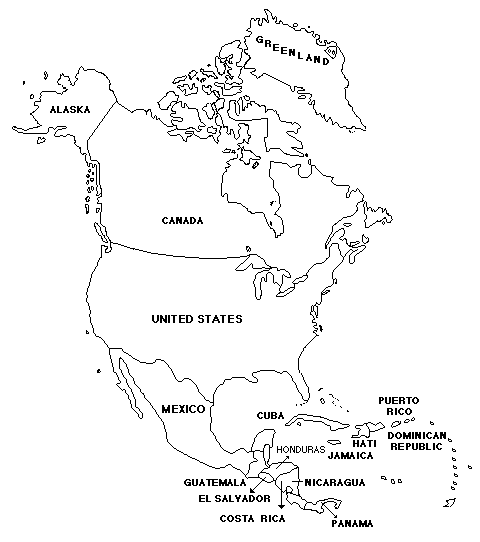 GREENLAND
ALASKA
CANADA
UNITED STATES
MEXICO
CUBA
PUERTO
RICO
DOMINICAN
REPUBLIC
HATI
JAMAICA
HONDURAS
GUATEMALA
NICARAGUA
EL SALYADOR
COSTA RICA
PANAMA